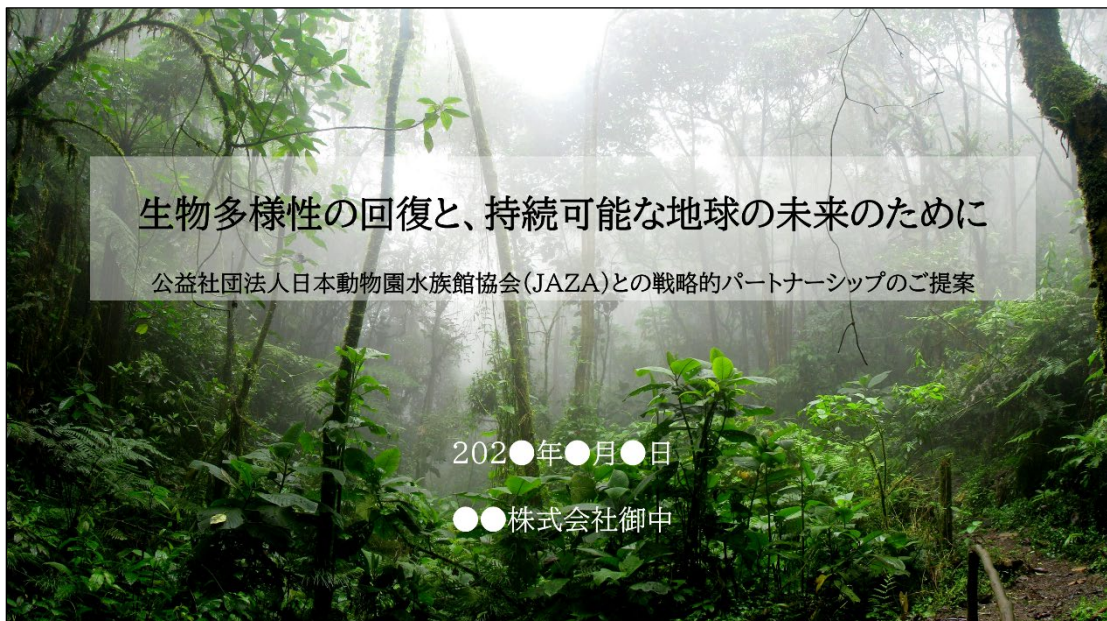 生物多様性の回復と、持続可能な地球の未来のために
公益社団法人日本動物園水族館協会(JAZA)との戦略的パートナーシップのご提案
202●年●月●日
●●株式会社御中